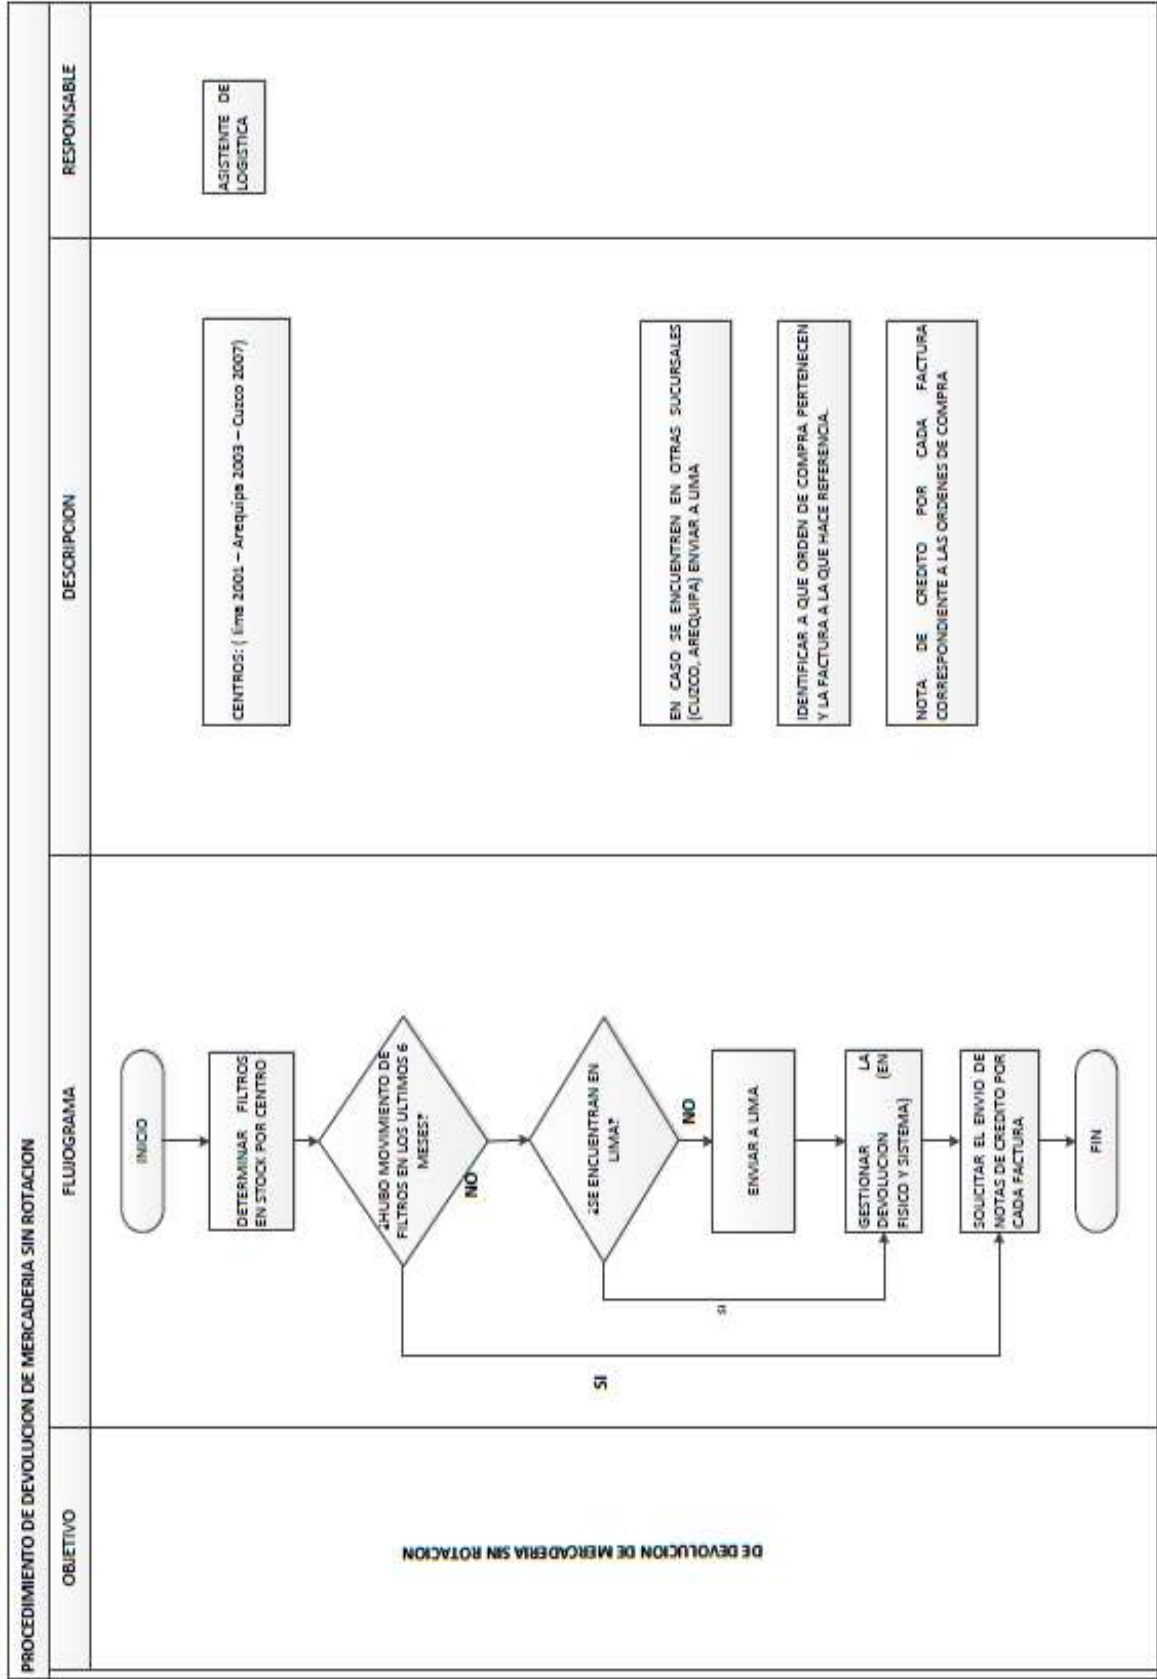 PROCEDIMIENTO DE DEVOLUCION DE MERCADERIA SIN ROTACION
OBJETIVO
FLUJOGRAMA
DESCRIPCION
RESPONSABLE
DE DEVOLUCION DE MERCADERIA SIN ROTACION
INICIO
DETERMINAR FILTROS
EN STOCK POR CENTRO
CENTROS: ( lima 2001 – Arequipa 2003 – Cuzco 2007)
ASISTENTE DE
LOGISTICA
¿HUBO MOVIMIENTO DE
FILTROS EN LOS ULTIMOS 6
MESES?
NO
SI
¿SE ENCUENTRAN EN
LIMA?
NO
SI
ENVIAR A LIMA
EN CASO SE ENCUENTREN EN OTRAS SUCURSALES
(CUZCO, AREQUIPA) ENVIAR A LIMA
GESTIONAR LA
DEVOLUCION (EN
FISICO Y SISTEMA)
IDENTIFICAR A QUE ORDEN DE COMPRA PERTENECEN
Y LA FACTURA A LA QUE HACE REFERENCIA.
SOLICITAR EL ENVIO DE
NOTAS DE CREDITO POR
CADA FACTURA
NOTA DE CREDITO POR CADA FACTURA
CORRESPONDIENTE A LAS ORDENES DE COMPRA
FIN